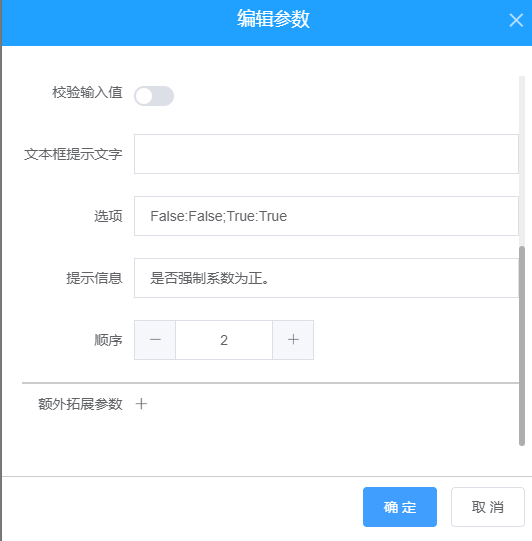 编辑参数
校验输入值
文本框提示文字
选项 False:False;True:True
提示信息 是否强制系数为正。
顺序 2
额外拓展参数
确定 取消